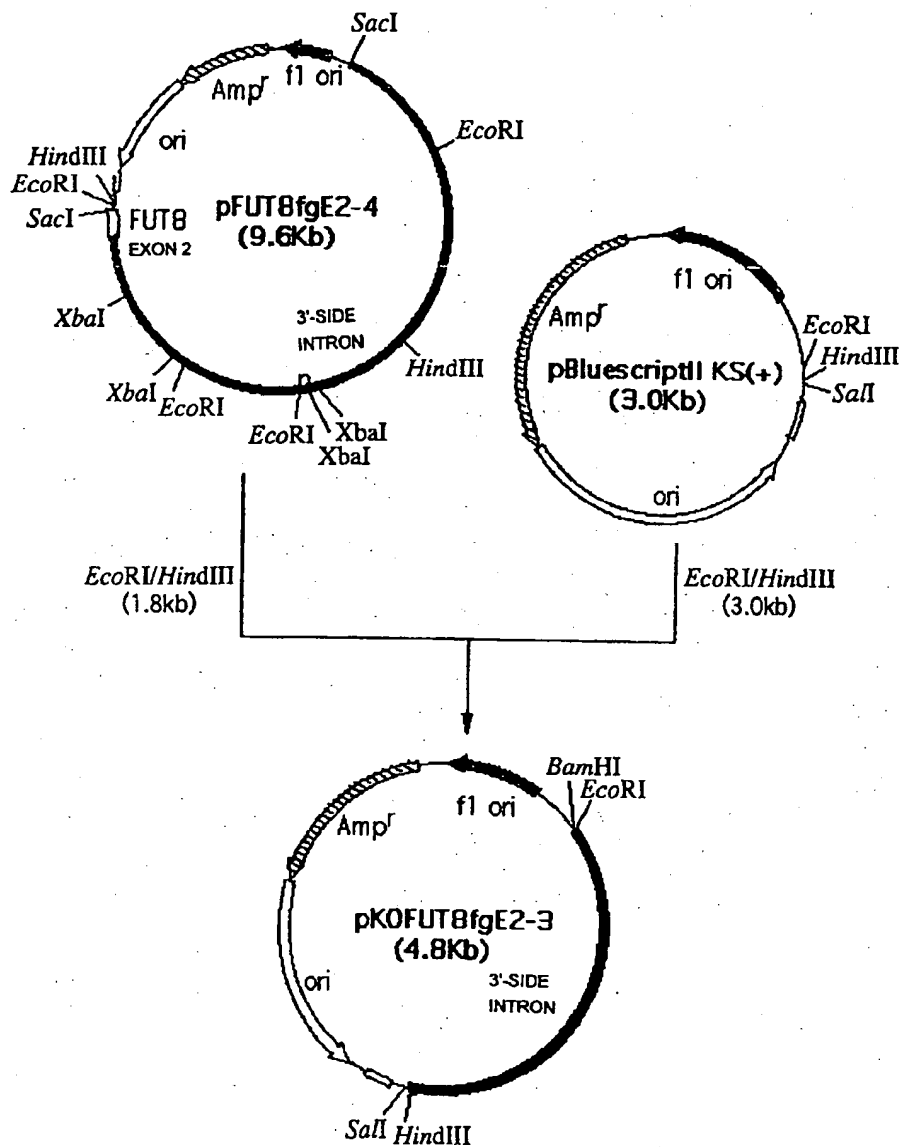 SacI
f1 ori
Ampr
ori
EcoRI
HindIII
EcoRI
SacI
FUT8
EXON 2
pFUT8fgE2-4
(9.6Kb)
XbaI
XbaI
EcoRI
3'-SIDE
INTRON
HindIII
EcoRI
XbaI
XbaI
f1 ori
Ampr
EcoRI
HindIII
SalI
pBluescriptII KS(+)
(3.0Kb)
ori
EcoRI/HindIII
(1.8kb)
EcoRI/HindIII
(3.0kb)
BamHI
EcoRI
f1 ori
Ampr
pKOFUT8fgE2-3
(4.8Kb)
ori
3'-SIDE
INTRON
SalI
HindIII